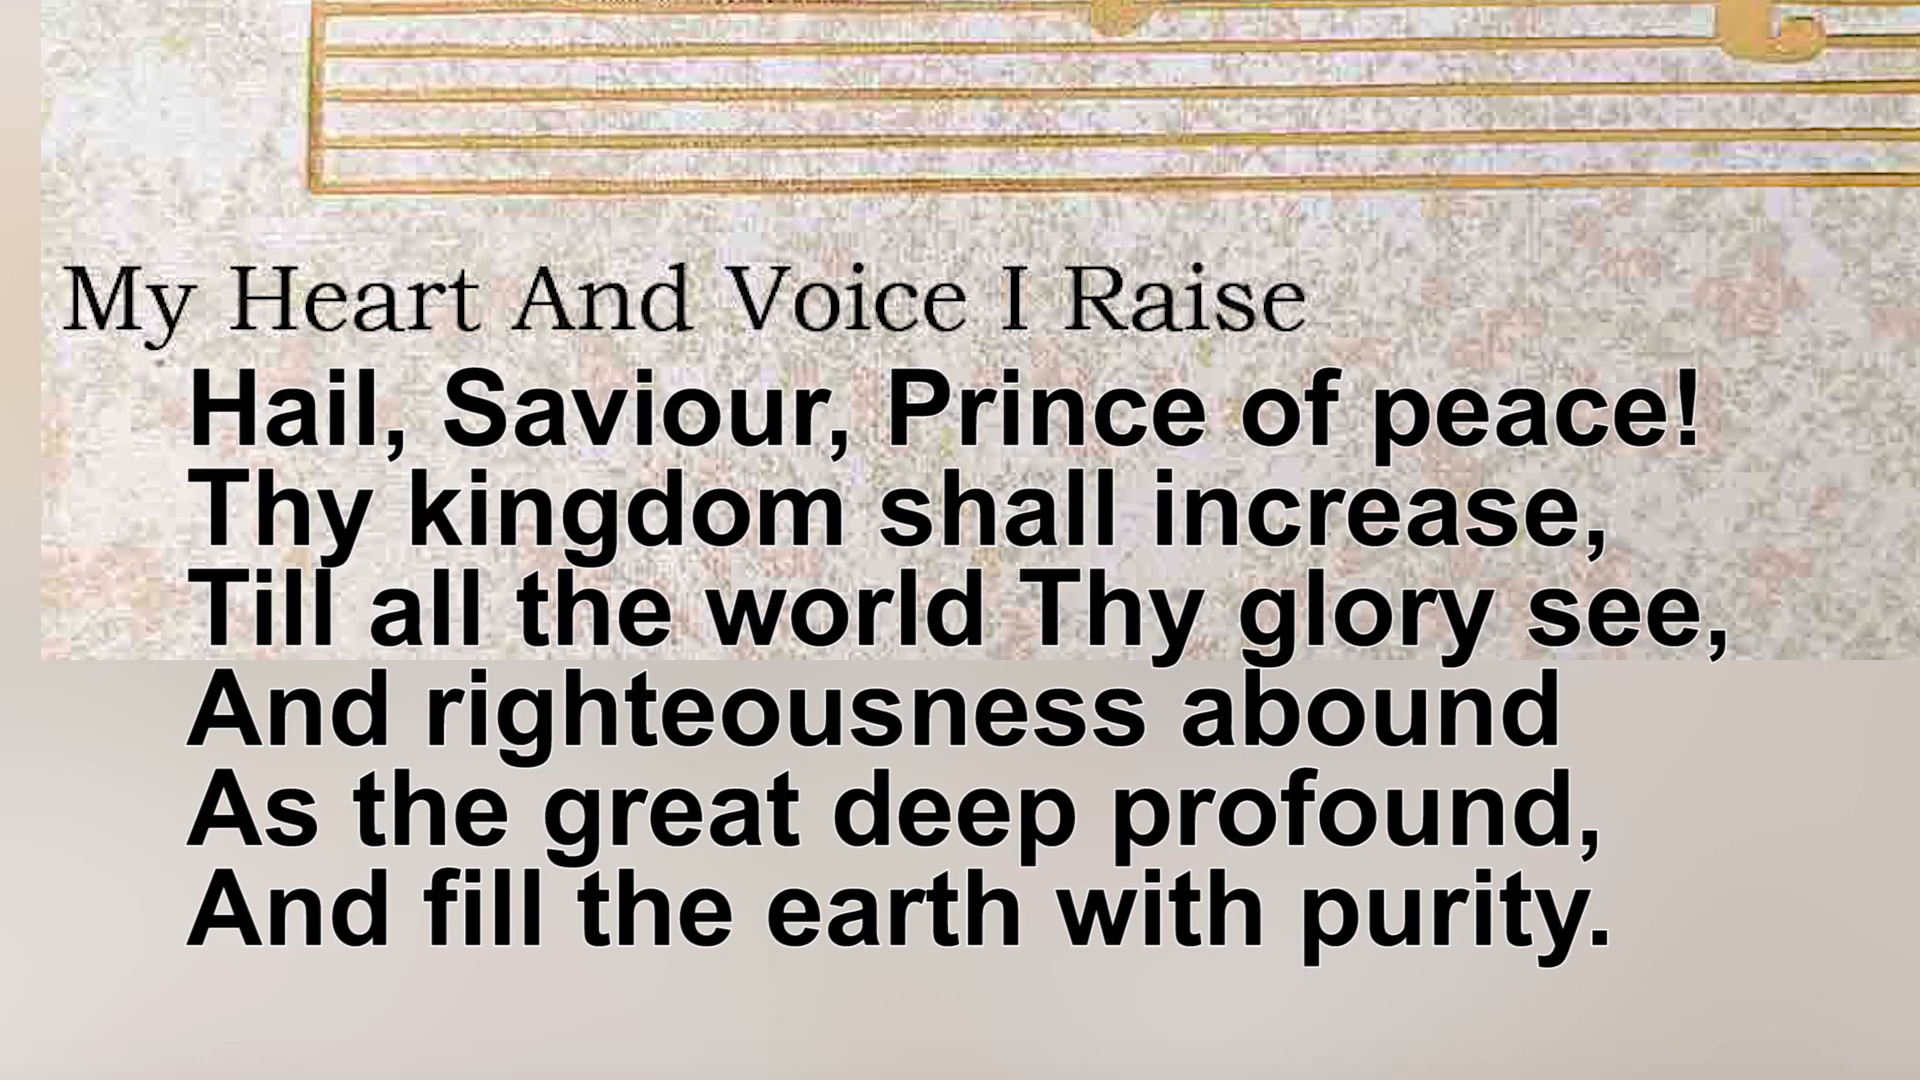 My Heart And Voice I Raise
Hail, Saviour, Prince of peace!
Thy kingdom shall increase,
Till all the world Thy glory see,
And righteousness abound
As the great deep profound,
And fill the earth with purity.